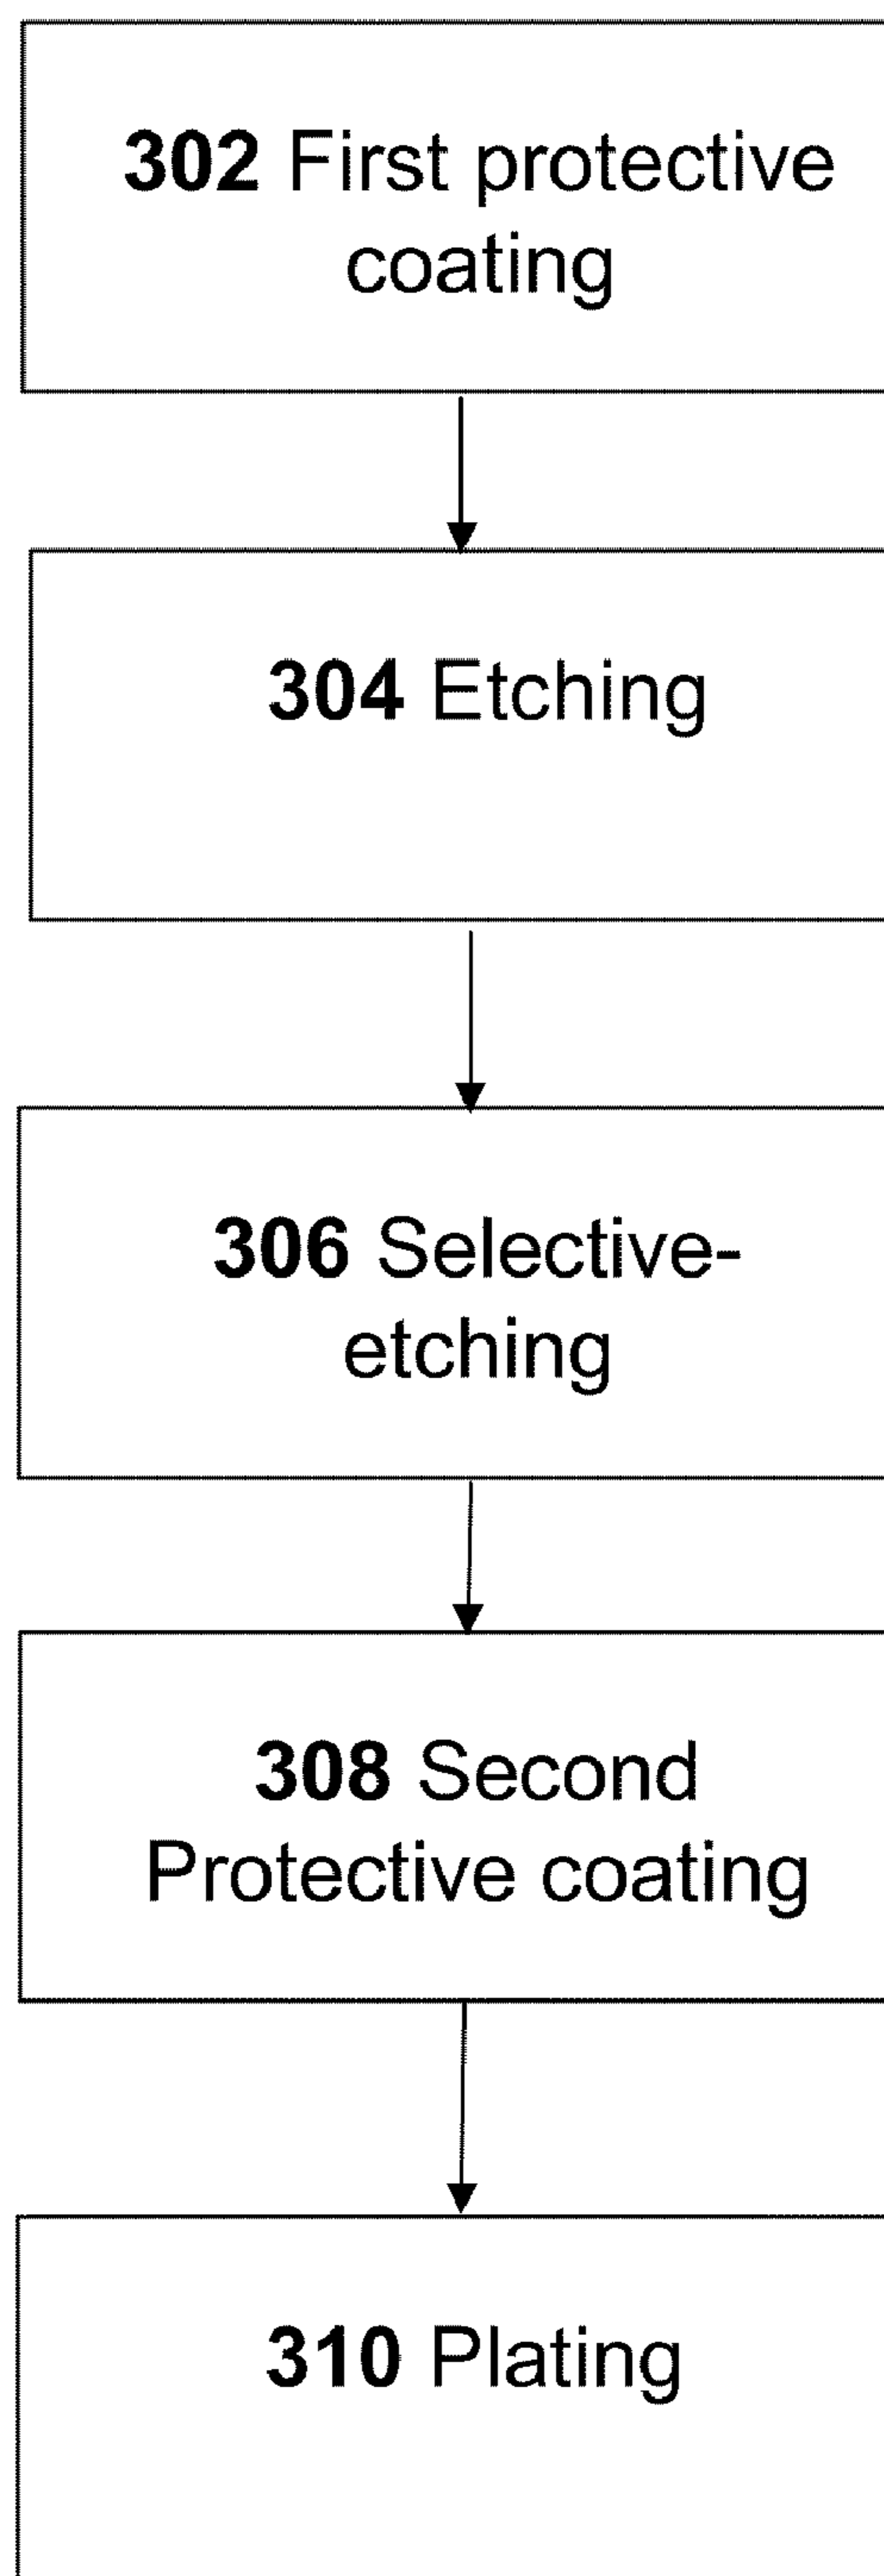 302 First protective
coating
304 Etching
306 Selective-
etching
308 Second
Protective coating
310 Plating